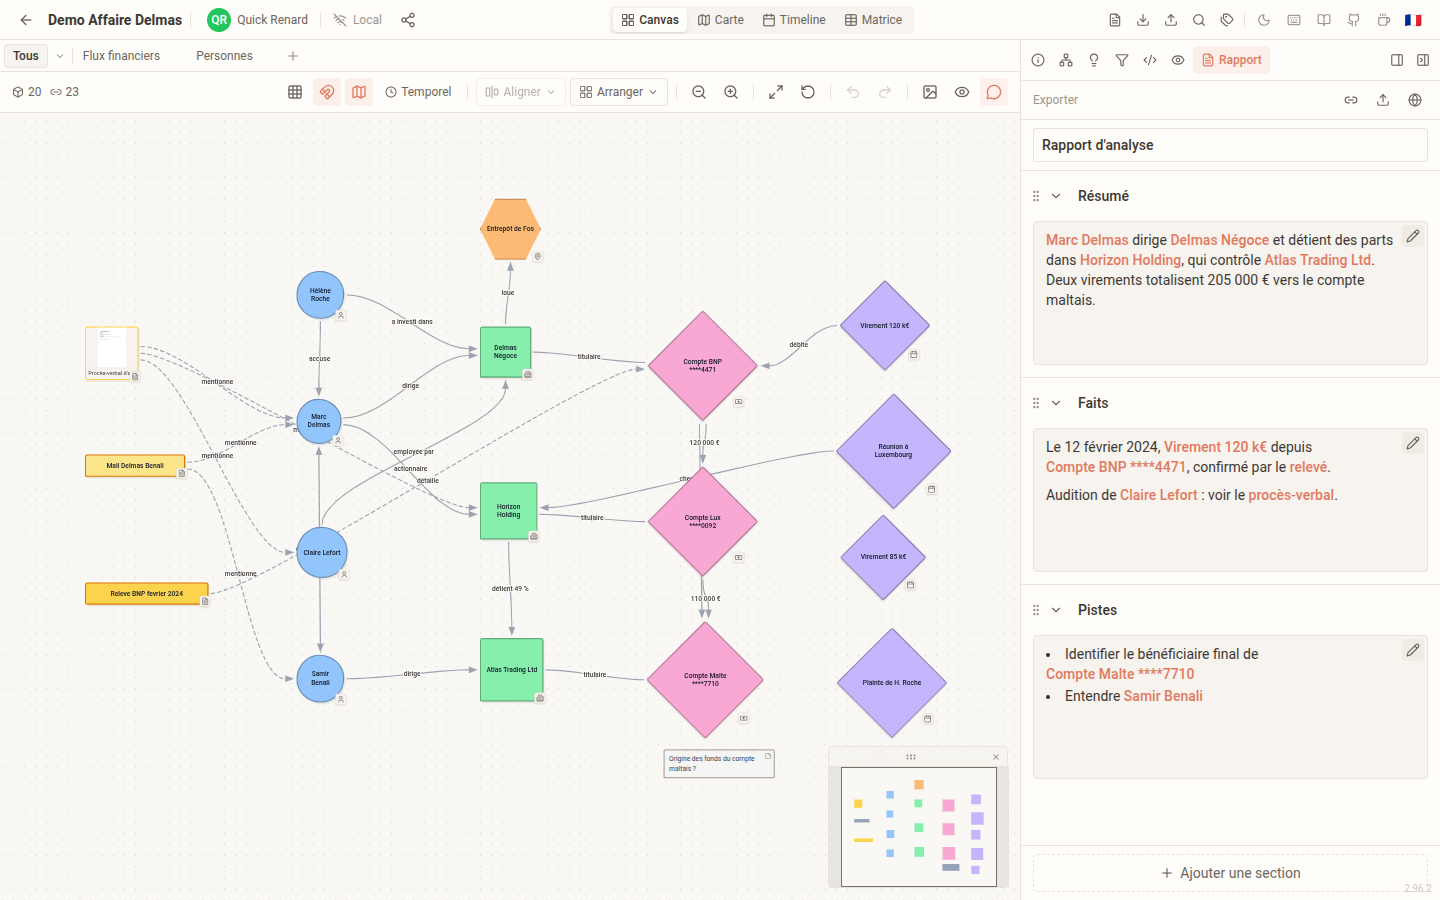 Demo Affaire Delmas
QR
Quick Renard
Local
Canvas
Carte
Timeline
Matrice
Tous
Flux financiers
Personnes
Rapport
20
23
Temporel
Aligner
Arranger
Exporter
Rapport d'analyse
Résumé
Marc Delmas dirige Delmas Négoce et détient des parts
dans Horizon Holding, qui contrôle Atlas Trading Ltd.
Deux virements totalisent 205 000 € vers le compte
maltais.
Faits
Le 12 février 2024, Virement 120 k€ depuis
Compte BNP ****4471, confirmé par le relevé.
Audition de Claire Lefort : voir le procès-verbal.
Pistes
• Identifier le bénéficiaire final de
Compte Malte ****7710
• Entendre Samir Benali
Ajouter une section
2.96.2
Entrepôt de Fos
loue
Hélène
Roche
a investi dans
accuse
Delmas
Négoce
titulaire
Compte BNP
****4471
débite
Virement 120 k€
Procès-verbal d'a
mentionne
dirige
Marc
Delmas
mentionne
Mail Delmas Benali
mentionne
employée par
actionnaire
détaille
120 000 €
Réunion à
Luxembourg
Horizon
Holding
titulaire
Compte Lux
****0092
Claire Lefort
Virement 85 k€
mentionne
Releve BNP fevrier 2024
détient 49 %
110 000 €
Samir
Benali
dirige
Atlas Trading Ltd
titulaire
Compte Malte
****7710
Plainte de H. Roche
Origine des fonds du compte
maltais ?